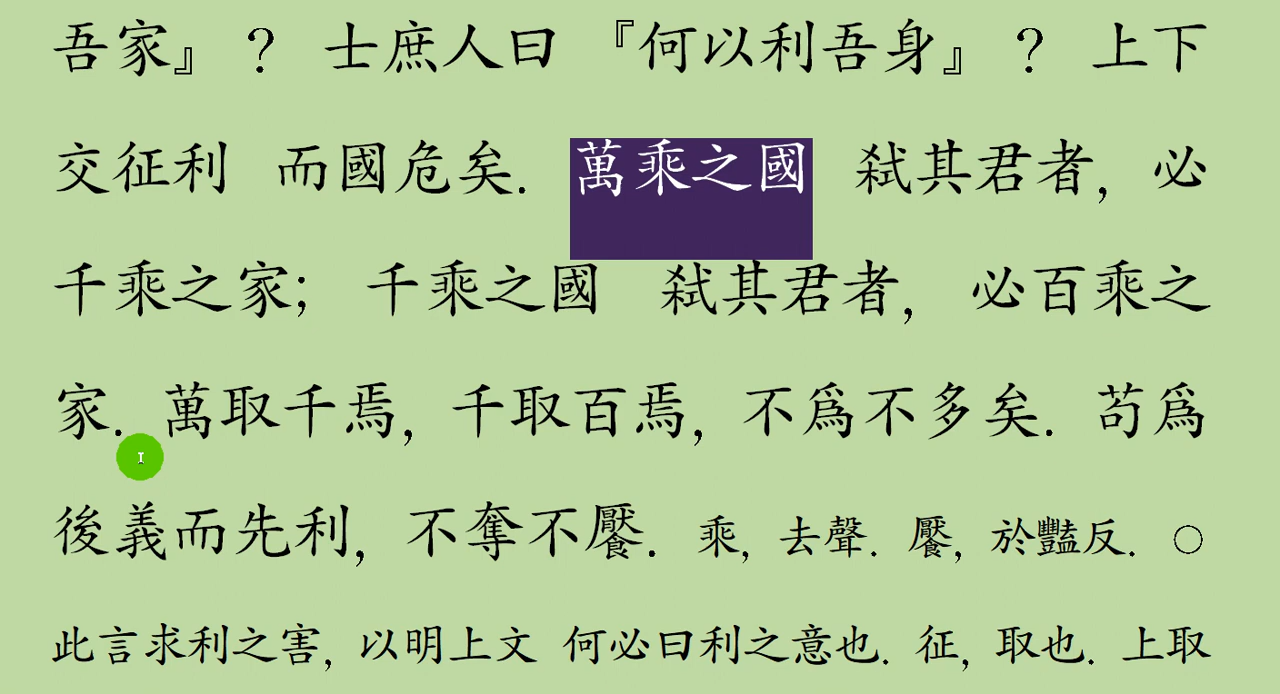 吾家』? 士庶人曰 『何以利吾身』? 上下
交征利 而國危矣. 萬乘之國 弒其君者, 必
千乘之家; 千乘之國 弒其君者, 必百乘之
家. 萬取千焉, 千取百焉, 不爲不多矣. 苟爲
後義而先利, 不奪不饜. 乘, 去聲. 饜, 於豔反. ○
此言求利之害, 以明上文 何必曰利之意也. 征, 取也. 上取